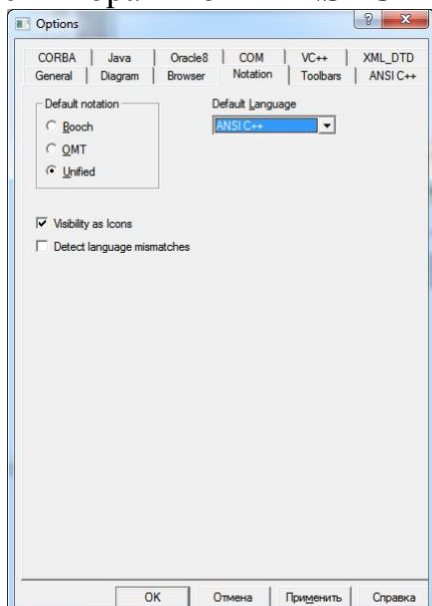 Options
CORBA Java Oracle8 COM VC++ XML_DTD
General Diagram Browser Notation Toolbars ANSI C++
Default notation
Default Language
Booch
ANSI C++
OMT
Unified
Visibility as Icons
Detect language mismatches
OK Отмена Применить Справка